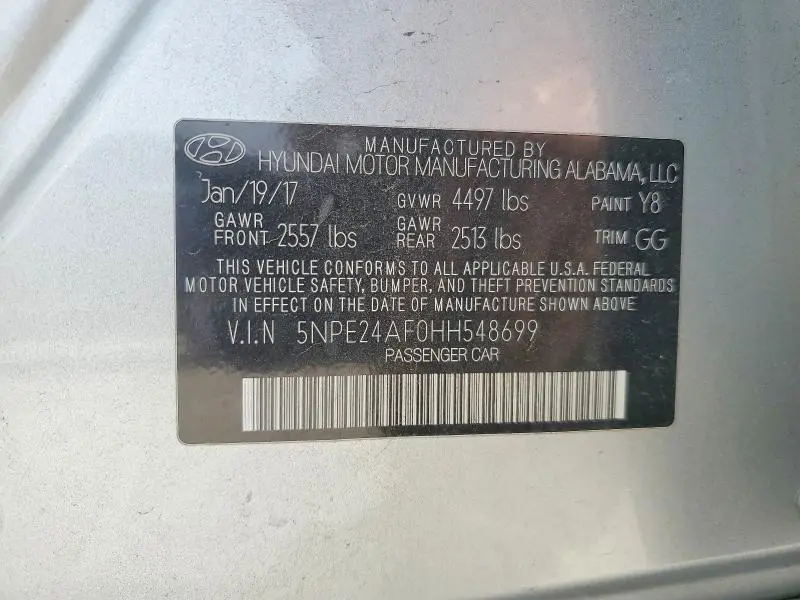 MANUFACTURED BY
HYUNDAI MOTOR MANUFACTURING ALABAMA, LLC
Jan/19/17 GVWR 4497 lbs PAINT Y8
GAWR FRONT 2557 lbs GAWR REAR 2513 lbs TRIM GG
THIS VEHICLE CONFORMS TO ALL APPLICABLE U.S.A. FEDERAL
MOTOR VEHICLE SAFETY, BUMPER, AND THEFT PREVENTION STANDARDS
IN EFFECT ON THE DATE OF MANUFACTURE SHOWN ABOVE
V.I.N 5NPE24AF0HH548699
PASSENGER CAR